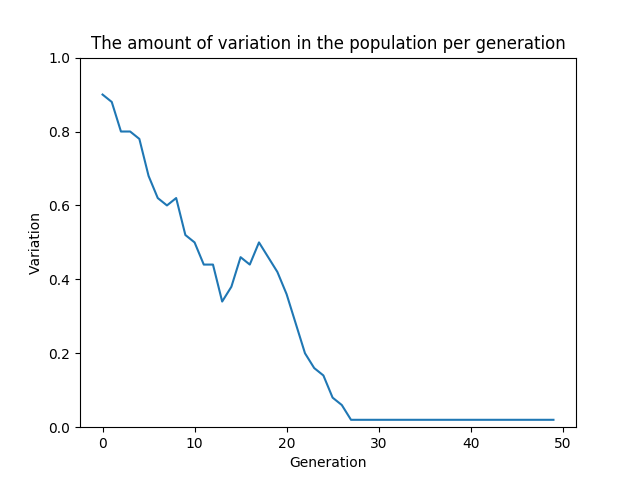 The amount of variation in the population per generation
1.0
0.8
0.6
0.4
0.2
0.0
Variation
0 10 20 30 40 50
Generation